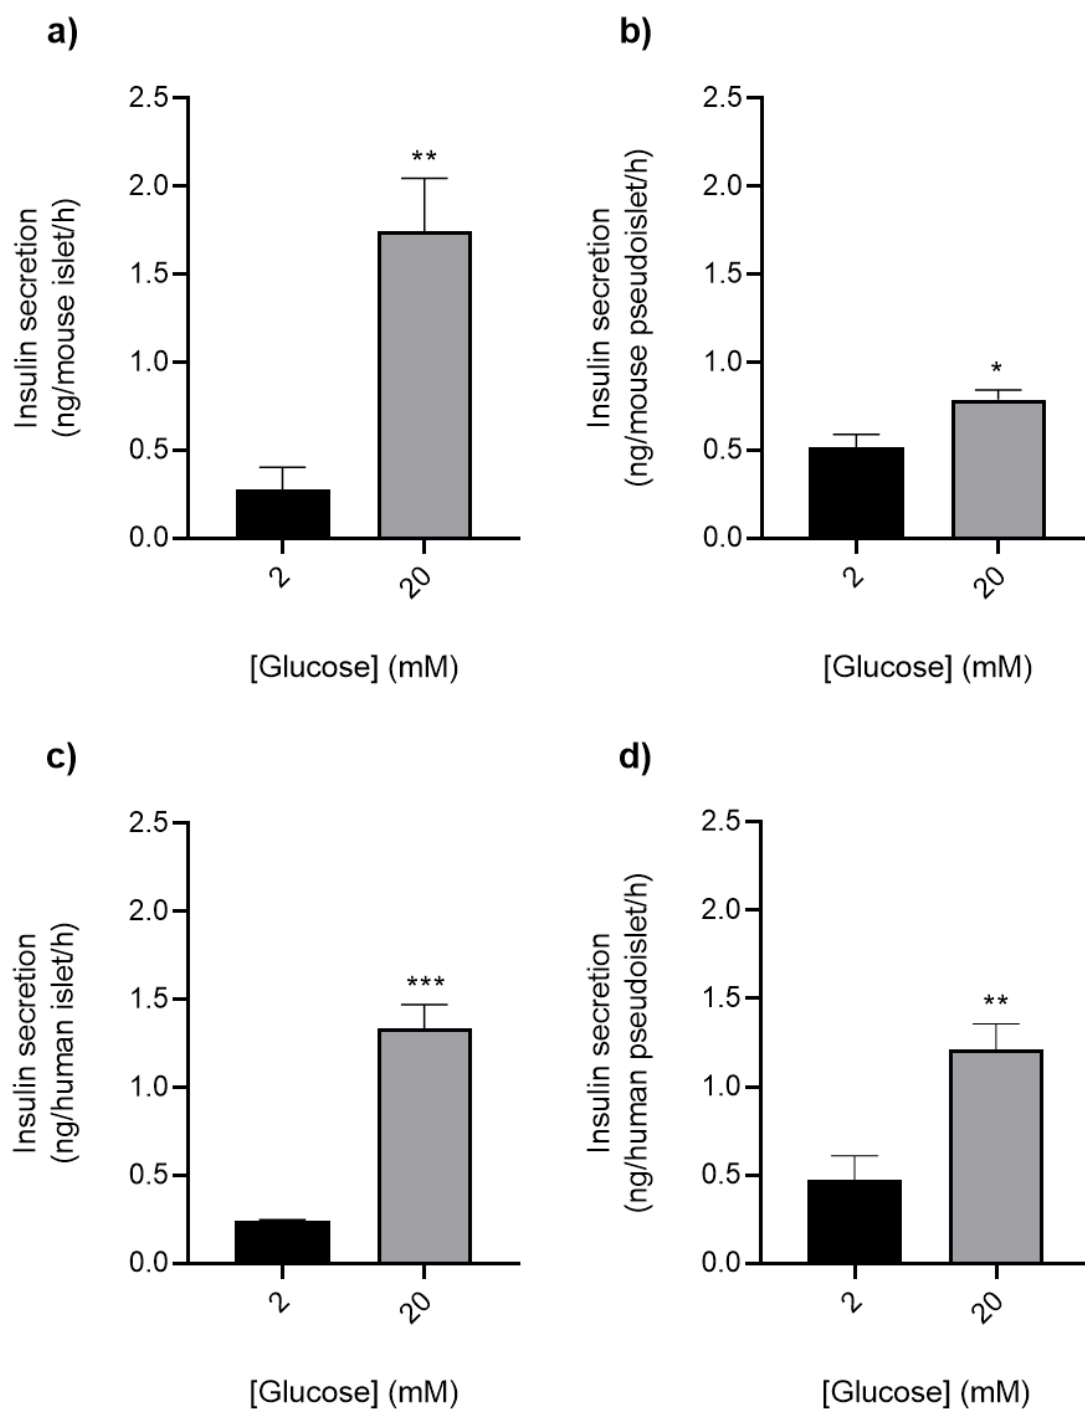 a)
Insulin secretion
(ng/mouse islet/h)
2.5
2.0
1.5
1.0
0.5
0.0
**
2
20
[Glucose] (mM)
b)
Insulin secretion
(ng/mouse pseudoislet/h)
2.5
2.0
1.5
1.0
0.5
0.0
*
2
20
[Glucose] (mM)
c)
Insulin secretion
(ng/human islet/h)
2.5
2.0
1.5
1.0
0.5
0.0
***
2
20
[Glucose] (mM)
d)
Insulin secretion
(ng/human pseudoislet/h)
2.5
2.0
1.5
1.0
0.5
0.0
**
2
20
[Glucose] (mM)